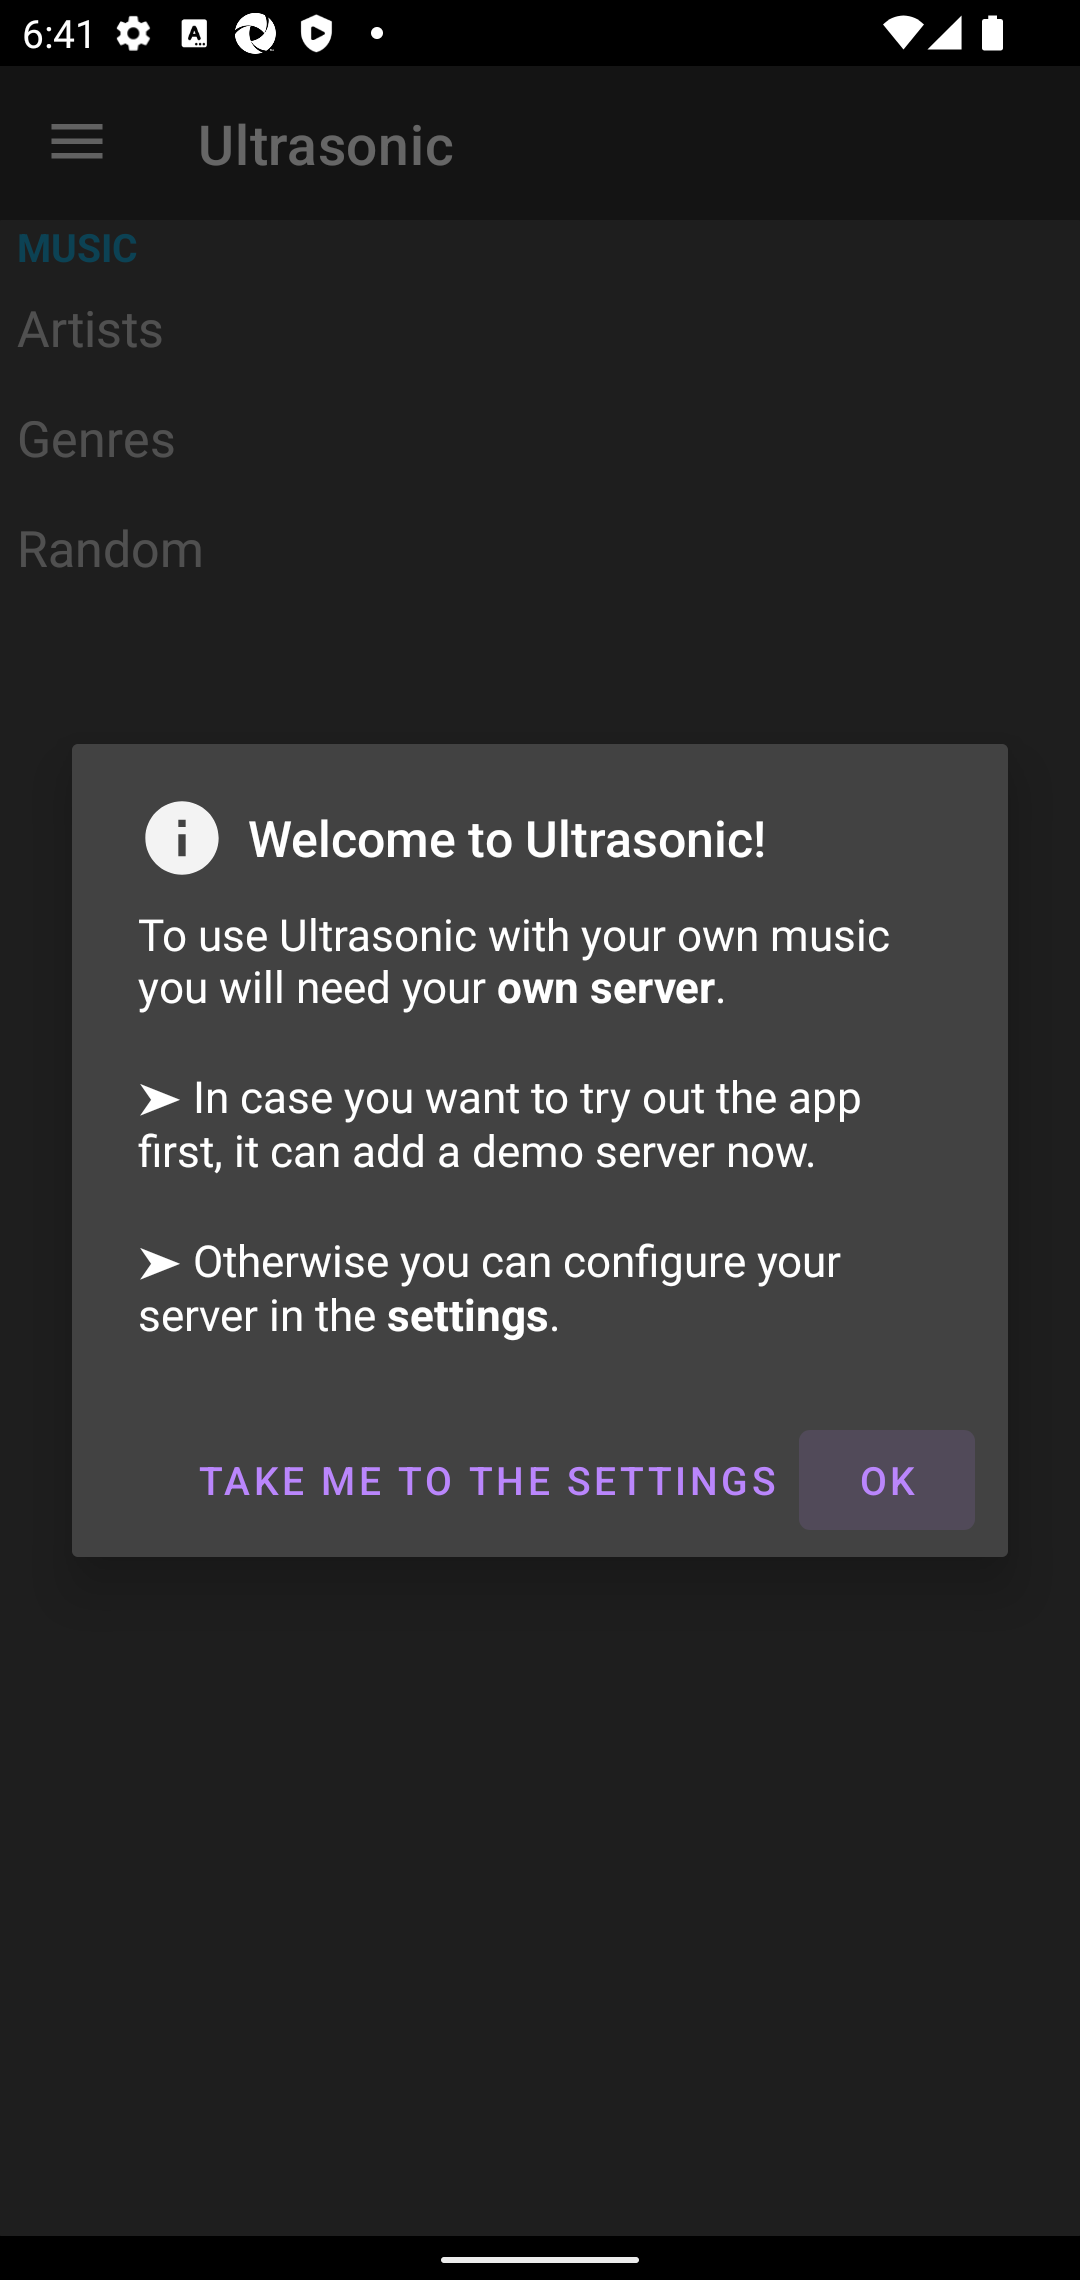 6:41
Ultrasonic
MUSIC
Artists
Genres
Random
Welcome to Ultrasonic!
To use Ultrasonic with your own music
you will need your own server.
➤ In case you want to try out the app
first, it can add a demo server now.
➤ Otherwise you can configure your
server in the settings.
TAKE ME TO THE SETTINGS OK